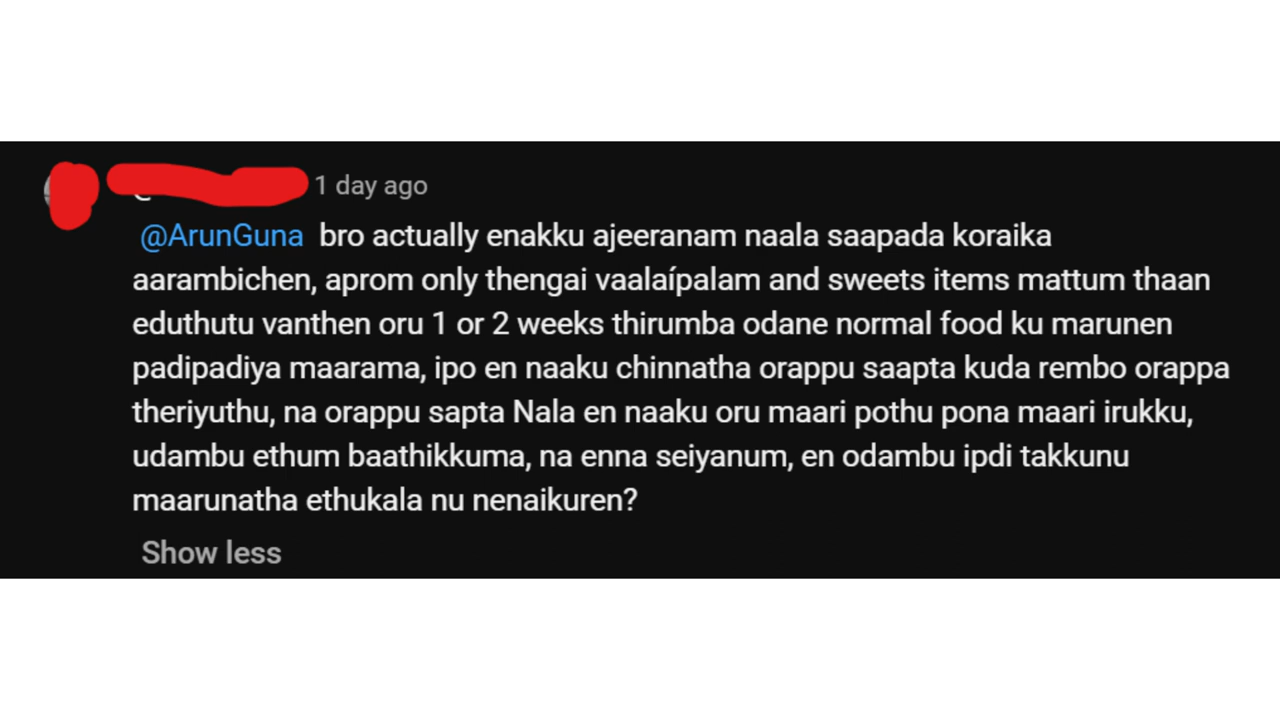 1 day ago
@ArunGuna bro actually enakku ajeeranam naala saapada koraika
aarambichen, aprom only thengai vaalaípalam and sweets items mattum thaan
eduthutu vanthen oru 1 or 2 weeks thirumba odane normal food ku marunen
padipadiya maarama, ipo en naaku chinnatha orappu saapta kuda rembo orappa
theriyuthu, na orappu sapta Nala en naaku oru maari pothu pona maari irukku,
udambu ethum baathikkuma, na enna seiyanum, en odambu ipdi takkunu
maarunatha ethukala nu nenaikuren?
Show less